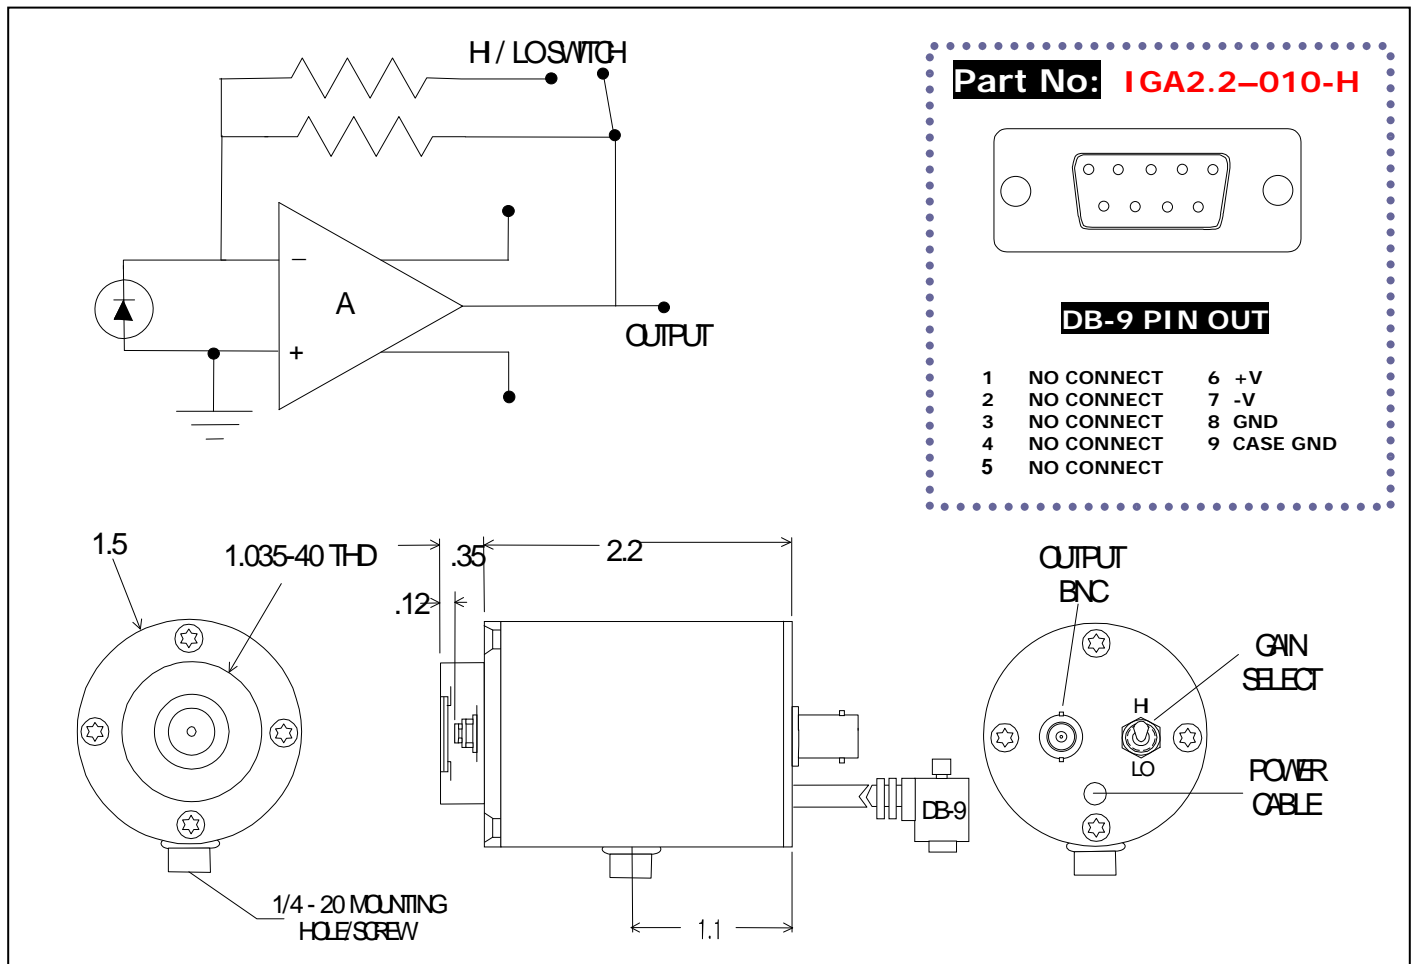 HI / LO SWITCH
A
−
+
OUTPUT
Part No: IGA2.2–010-H
DB-9 PIN OUT
1 NO CONNECT 6 +V
2 NO CONNECT 7 -V
3 NO CONNECT 8 GND
4 NO CONNECT 9 CASE GND
5 NO CONNECT
1.5
1.035-40 THD
.35
2.2
.12
DB-9
1.1
1/4 - 20 MOUNTING
HOLE/SCREW
OUTPUT
BNC
GAIN
SELECT
HI
LO
POWER
CABLE